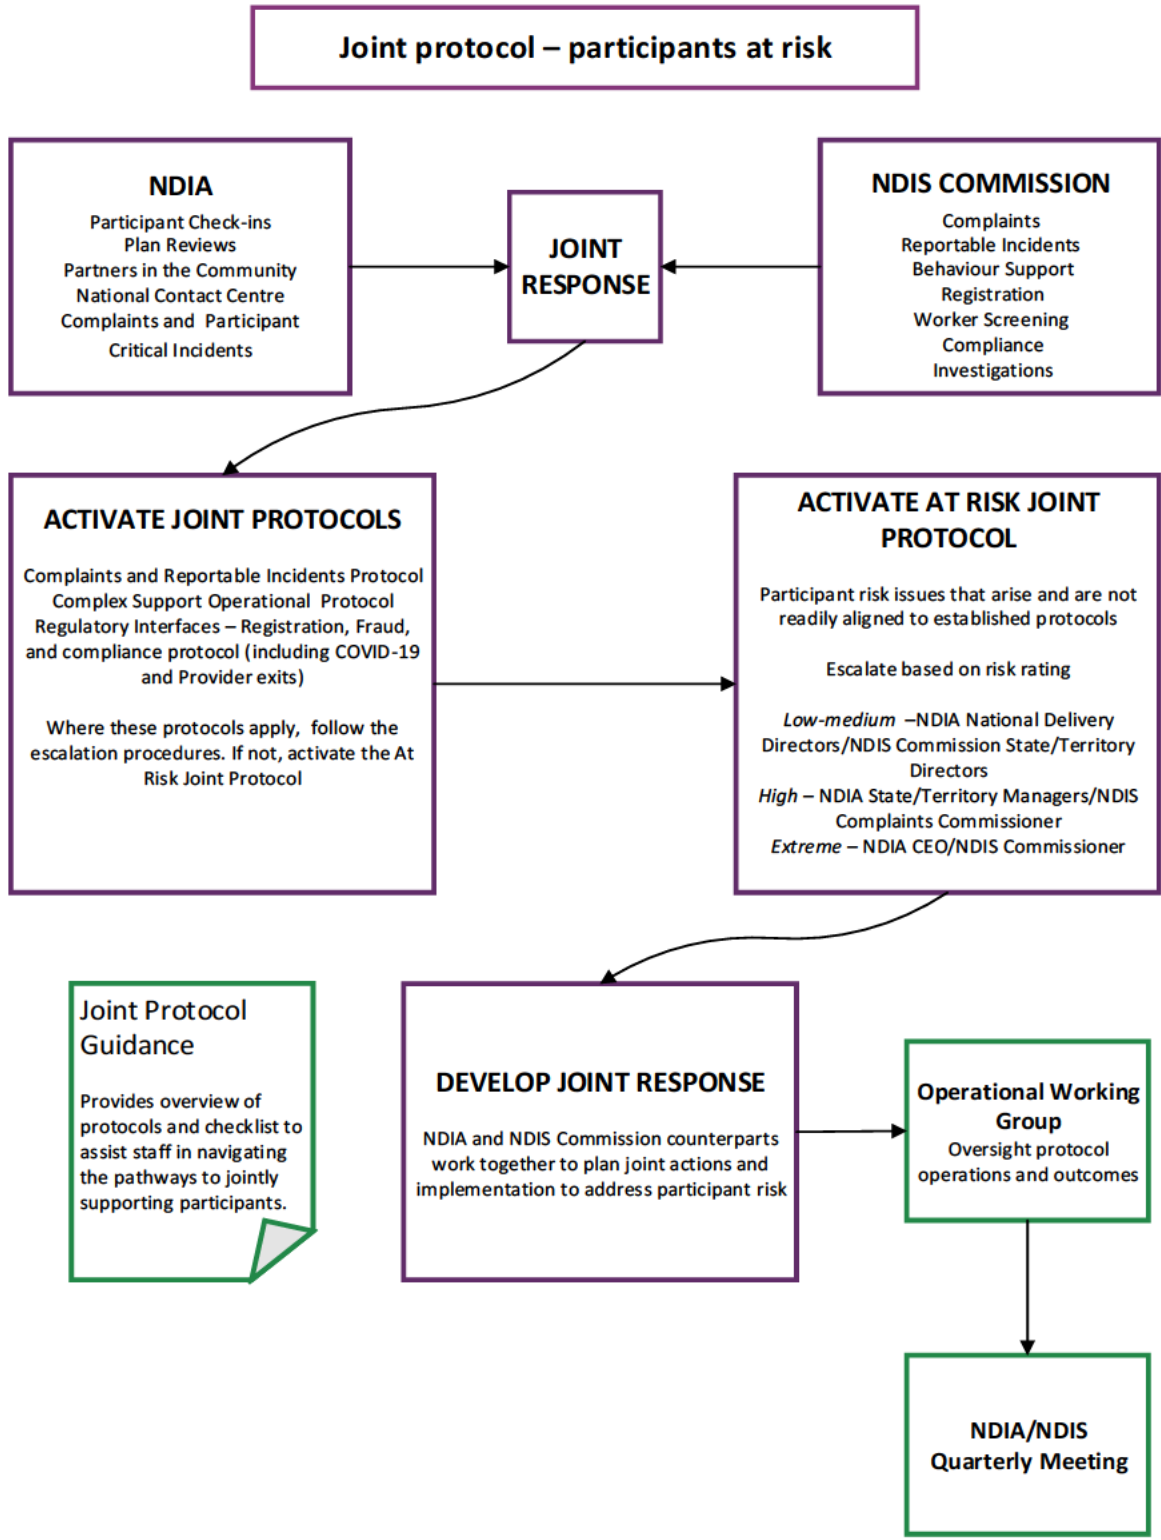 Joint protocol – participants at risk
NDIA
Participant Check-ins
Plan Reviews
Partners in the Community
National Contact Centre
Complaints and Participant
Critical Incidents
JOINT
RESPONSE
NDIS COMMISSION
Complaints
Reportable Incidents
Behaviour Support
Registration
Worker Screening
Compliance
Investigations
ACTIVATE JOINT PROTOCOLS
Complaints and Reportable Incidents Protocol
Complex Support Operational Protocol
Regulatory Interfaces – Registration, Fraud,
and compliance protocol (including COVID-19
and Provider exits)
Where these protocols apply, follow the
escalation procedures. If not, activate the At
Risk Joint Protocol
ACTIVATE AT RISK JOINT
PROTOCOL
Participant risk issues that arise and are not
readily aligned to established protocols
Escalate based on risk rating
Low-medium –NDIA National Delivery
Directors/NDIS Commission State/Territory
Directors
High – NDIA State/Territory Managers/NDIS
Complaints Commissioner
Extreme – NDIA CEO/NDIS Commissioner
Joint Protocol
Guidance
Provides overview of
protocols and checklist to
assist staff in navigating
the pathways to jointly
supporting participants.
DEVELOP JOINT RESPONSE
NDIA and NDIS Commission counterparts
work together to plan joint actions and
implementation to address participant risk
Operational Working
Group
Oversight protocol
operations and outcomes
NDIA/NDIS
Quarterly Meeting